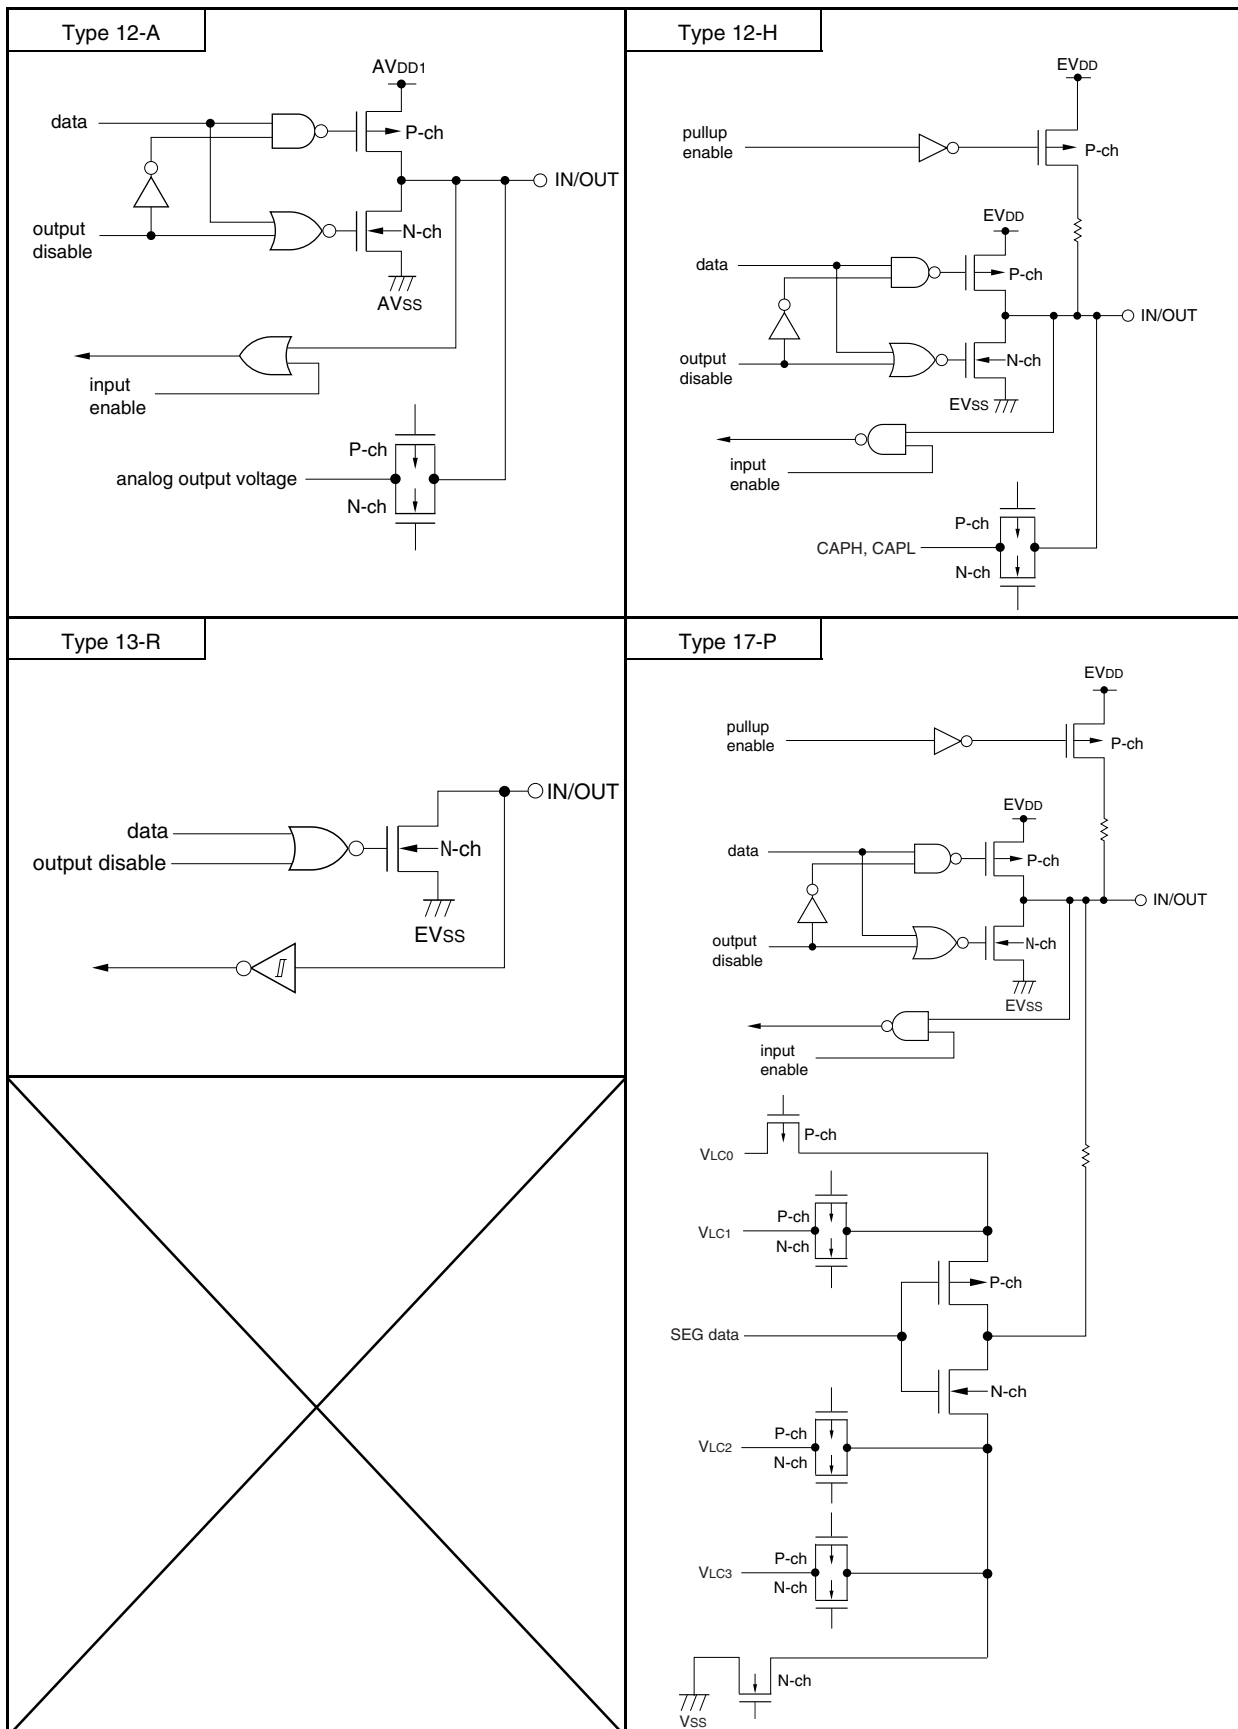 Type 12-A
AVDD1
data
P-ch
IN/OUT
output
disable
N-ch
AVSS
input
enable
P-ch
analog output voltage
N-ch
Type 12-H
EVDD
pullup
enable
P-ch
EVDD
data
P-ch
IN/OUT
output
disable
N-ch
EVSS
input
enable
P-ch
CAPH, CAPL
N-ch
Type 13-R
IN/OUT
data
output disable
N-ch
EVSS
Type 17-P
EVDD
pullup
enable
P-ch
EVDD
data
P-ch
IN/OUT
output
disable
N-ch
EVSS
input
enable
P-ch
VLC0
P-ch
VLC1
N-ch
P-ch
SEG data
N-ch
P-ch
VLC2
N-ch
P-ch
VLC3
N-ch
N-ch
VSS